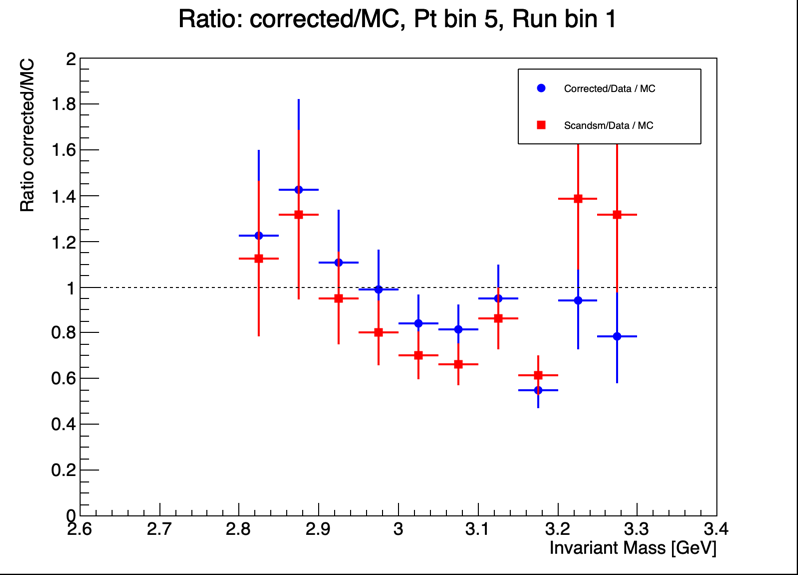 Ratio: corrected/MC, Pt bin 5, Run bin 1
Ratio corrected/MC
2
1.8
1.6
1.4
1.2
1
0.8
0.6
0.4
0.2
0
Corrected/Data / MC
Scandsm/Data / MC
2.6 2.7 2.8 2.9 3 3.1 3.2 3.3 3.4
Invariant Mass [GeV]